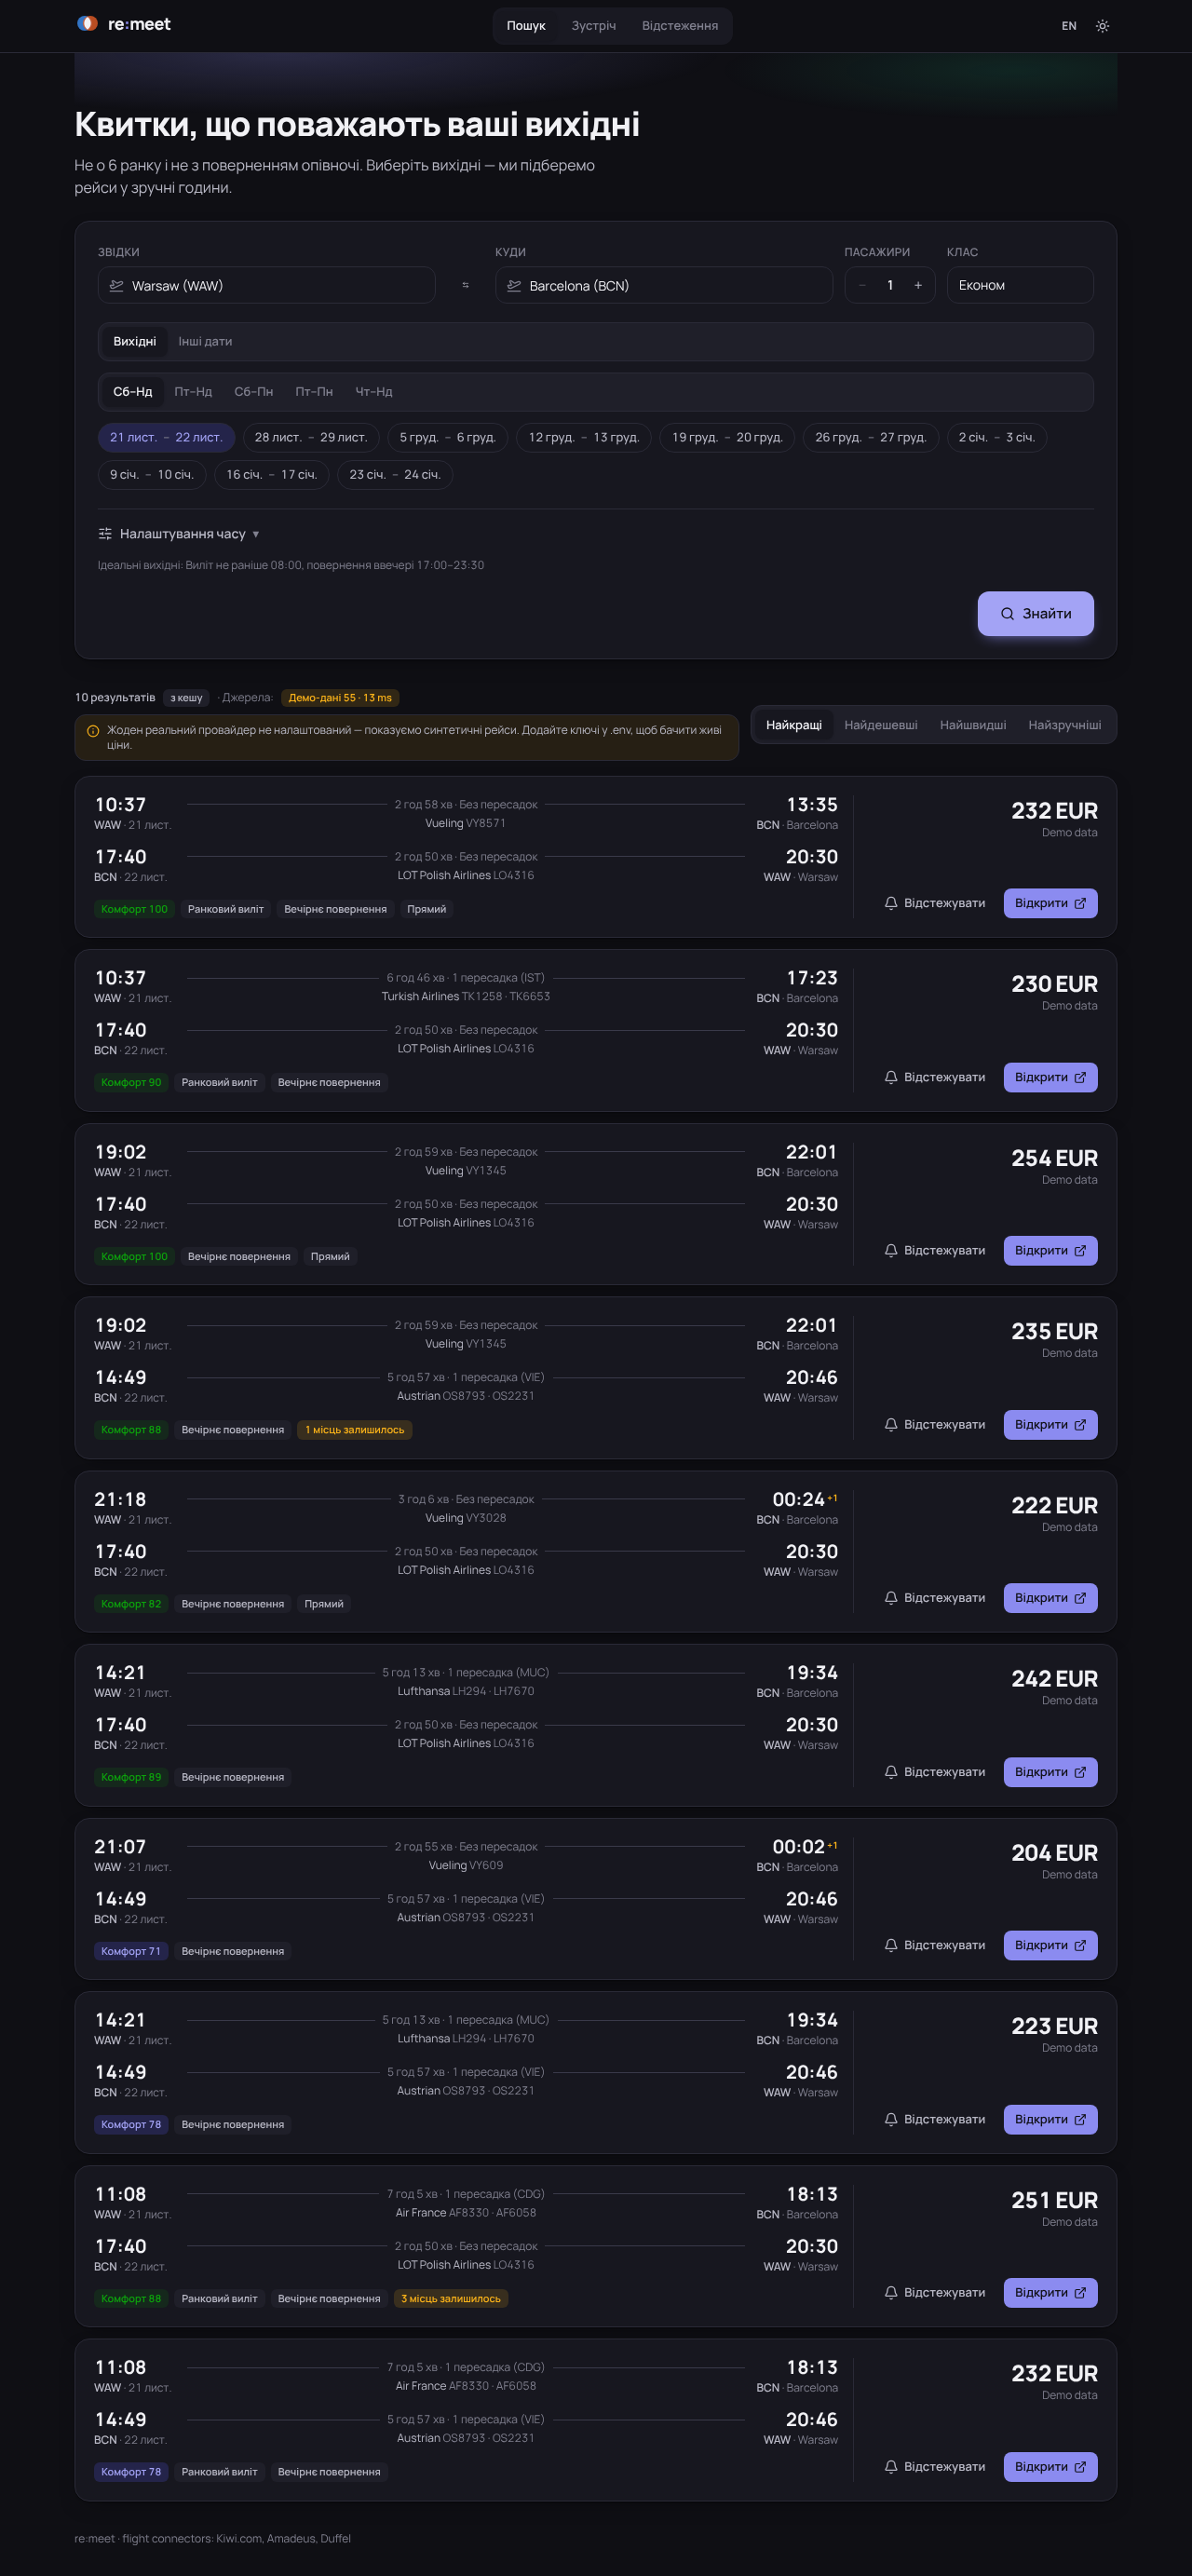 re:meet
Пошук Зустріч Відстеження
EN
Квитки, що поважають ваші вихідні
Не о 6 ранку і не з поверненням опівночі. Виберіть вихідні — ми підберемо
рейси у зручні години.
ЗВІДКИ КУДИ ПАСАЖИРИ КЛАС
Warsaw (WAW) Barcelona (BCN) − 1 + Економ
Вихідні Інші дати
Сб–Нд Пт–Нд Сб–Пн Пт–Пн Чт–Нд
21 лист. – 22 лист. 28 лист. – 29 лист. 5 груд. – 6 груд. 12 груд. – 13 груд. 19 груд. – 20 груд. 26 груд. – 27 груд. 2 січ. – 3 січ.
9 січ. – 10 січ. 16 січ. – 17 січ. 23 січ. – 24 січ.
Налаштування часу ▾
Ідеальні вихідні: Виліт не раніше 08:00, повернення ввечері 17:00–23:30
Знайти
10 результатів з кешу · Джерела: Демо-дані 55 · 13 ms
Жоден реальний провайдер не налаштований — показуємо синтетичні рейси. Додайте ключі у .env, щоб бачити живі
ціни.
Найкращі Найдешевші Найшвидші Найзручніші
10:37 2 год 58 хв · Без пересадок 13:35 232 EUR
WAW · 21 лист. Vueling VY8571 BCN · Barcelona Demo data
17:40 2 год 50 хв · Без пересадок 20:30
BCN · 22 лист. LOT Polish Airlines LO4316 WAW · Warsaw
Комфорт 100 Ранковий виліт Вечірнє повернення Прямий Відстежувати Відкрити
10:37 6 год 46 хв · 1 пересадка (IST) 17:23 230 EUR
WAW · 21 лист. Turkish Airlines TK1258 · TK6653 BCN · Barcelona Demo data
17:40 2 год 50 хв · Без пересадок 20:30
BCN · 22 лист. LOT Polish Airlines LO4316 WAW · Warsaw
Комфорт 90 Ранковий виліт Вечірнє повернення Відстежувати Відкрити
19:02 2 год 59 хв · Без пересадок 22:01 254 EUR
WAW · 21 лист. Vueling VY1345 BCN · Barcelona Demo data
17:40 2 год 50 хв · Без пересадок 20:30
BCN · 22 лист. LOT Polish Airlines LO4316 WAW · Warsaw
Комфорт 100 Вечірнє повернення Прямий Відстежувати Відкрити
19:02 2 год 59 хв · Без пересадок 22:01 235 EUR
WAW · 21 лист. Vueling VY1345 BCN · Barcelona Demo data
14:49 5 год 57 хв · 1 пересадка (VIE) 20:46
BCN · 22 лист. Austrian OS8793 · OS2231 WAW · Warsaw
Комфорт 88 Вечірнє повернення 1 місць залишилось Відстежувати Відкрити
21:18 3 год 6 хв · Без пересадок 00:24 +1 222 EUR
WAW · 21 лист. Vueling VY3028 BCN · Barcelona Demo data
17:40 2 год 50 хв · Без пересадок 20:30
BCN · 22 лист. LOT Polish Airlines LO4316 WAW · Warsaw
Комфорт 82 Вечірнє повернення Прямий Відстежувати Відкрити
14:21 5 год 13 хв · 1 пересадка (MUC) 19:34 242 EUR
WAW · 21 лист. Lufthansa LH294 · LH7670 BCN · Barcelona Demo data
17:40 2 год 50 хв · Без пересадок 20:30
BCN · 22 лист. LOT Polish Airlines LO4316 WAW · Warsaw
Комфорт 89 Вечірнє повернення Відстежувати Відкрити
21:07 2 год 55 хв · Без пересадок 00:02 +1 204 EUR
WAW · 21 лист. Vueling VY609 BCN · Barcelona Demo data
14:49 5 год 57 хв · 1 пересадка (VIE) 20:46
BCN · 22 лист. Austrian OS8793 · OS2231 WAW · Warsaw
Комфорт 71 Вечірнє повернення Відстежувати Відкрити
14:21 5 год 13 хв · 1 пересадка (MUC) 19:34 223 EUR
WAW · 21 лист. Lufthansa LH294 · LH7670 BCN · Barcelona Demo data
14:49 5 год 57 хв · 1 пересадка (VIE) 20:46
BCN · 22 лист. Austrian OS8793 · OS2231 WAW · Warsaw
Комфорт 78 Вечірнє повернення Відстежувати Відкрити
11:08 7 год 5 хв · 1 пересадка (CDG) 18:13 251 EUR
WAW · 21 лист. Air France AF8330 · AF6058 BCN · Barcelona Demo data
17:40 2 год 50 хв · Без пересадок 20:30
BCN · 22 лист. LOT Polish Airlines LO4316 WAW · Warsaw
Комфорт 88 Ранковий виліт Вечірнє повернення 3 місць залишилось Відстежувати Відкрити
11:08 7 год 5 хв · 1 пересадка (CDG) 18:13 232 EUR
WAW · 21 лист. Air France AF8330 · AF6058 BCN · Barcelona Demo data
14:49 5 год 57 хв · 1 пересадка (VIE) 20:46
BCN · 22 лист. Austrian OS8793 · OS2231 WAW · Warsaw
Комфорт 78 Ранковий виліт Вечірнє повернення Відстежувати Відкрити
re:meet · flight connectors: Kiwi.com, Amadeus, Duffel